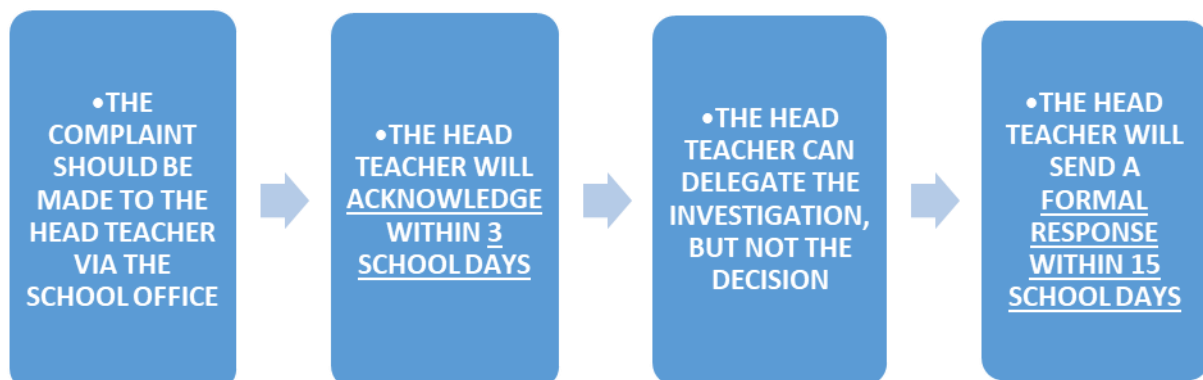 •THE
COMPLAINT
SHOULD BE
MADE TO THE
HEAD TEACHER
VIA THE
SCHOOL OFFICE
•THE HEAD
TEACHER WILL
ACKNOWLEDGE
WITHIN 3
SCHOOL DAYS
•THE HEAD
TEACHER CAN
DELEGATE THE
INVESTIGATION,
BUT NOT THE
DECISION
•THE HEAD
TEACHER WILL
SEND A
FORMAL
RESPONSE
WITHIN 15
SCHOOL DAYS